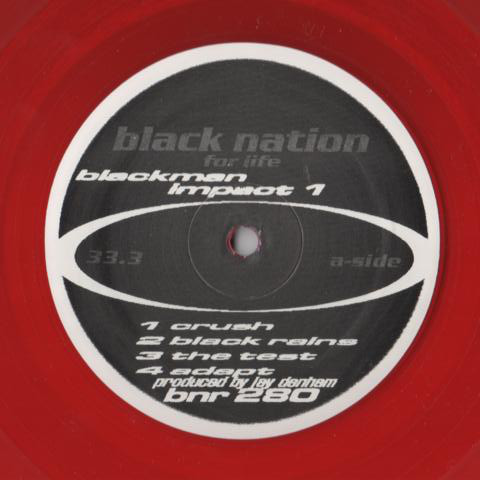 black nation
for life
blackman
impact 1
33.3 a-side
1 crush
2 black rains
3 the test
4 adapt
produced by jay denham
bnr 280